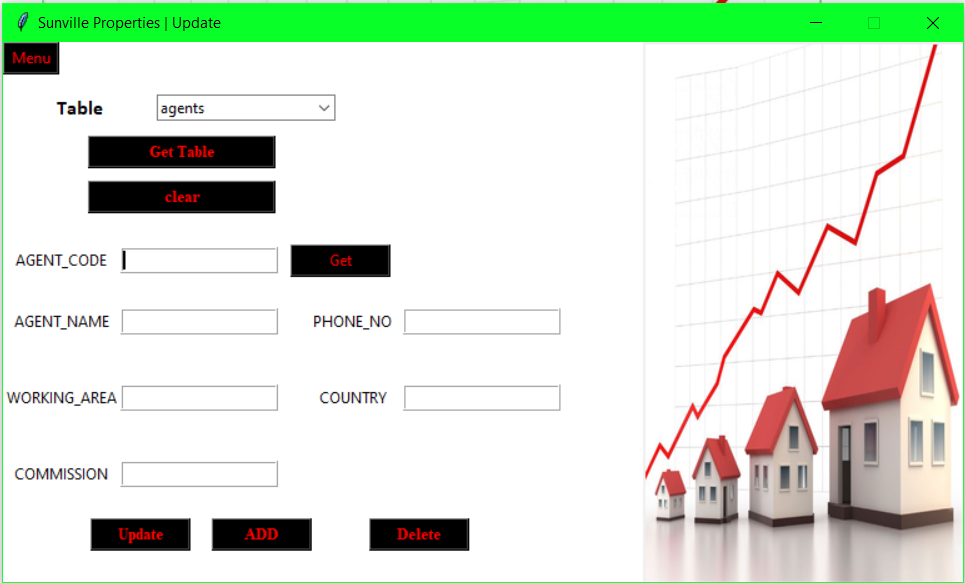 Sunville Properties | Update
Menu
Table agents
Get Table
clear
AGENT_CODE Get
AGENT_NAME PHONE_NO
WORKING_AREA COUNTRY
COMMISSION
Update ADD Delete